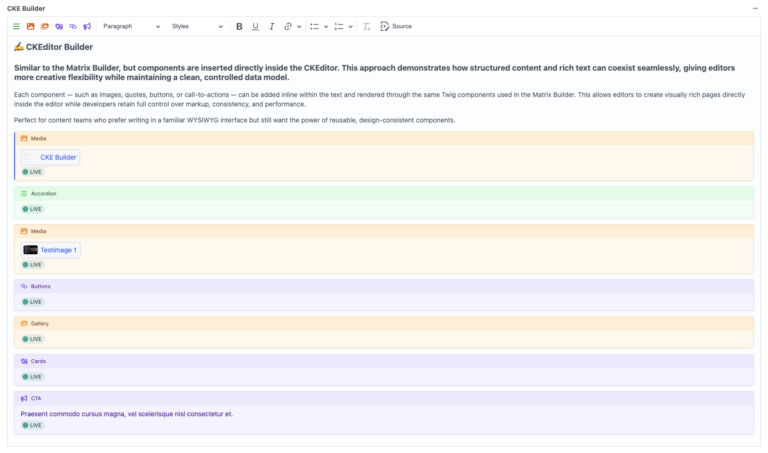 CKE Builder
Paragraph Styles B U I Source
✍️ CKEditor Builder
Similar to the Matrix Builder, but components are inserted directly inside the CKEditor. This approach demonstrates how structured content and rich text can coexist seamlessly, giving editors
more creative flexibility while maintaining a clean, controlled data model.
Each component — such as images, quotes, buttons, or call-to-actions — can be added inline within the text and rendered through the same Twig components used in the Matrix Builder. This allows editors to create visually rich pages directly
inside the editor while developers retain full control over markup, consistency, and performance.
Perfect for content teams who prefer writing in a familiar WYSIWYG interface but still want the power of reusable, design-consistent components.
Media
CKE Builder
LIVE
Accordion
LIVE
Media
Testimage 1
LIVE
Buttons
LIVE
Gallery
LIVE
Cards
LIVE
CTA
Praesent commodo cursus magna, vel scelerisque nisl consectetur et.
LIVE